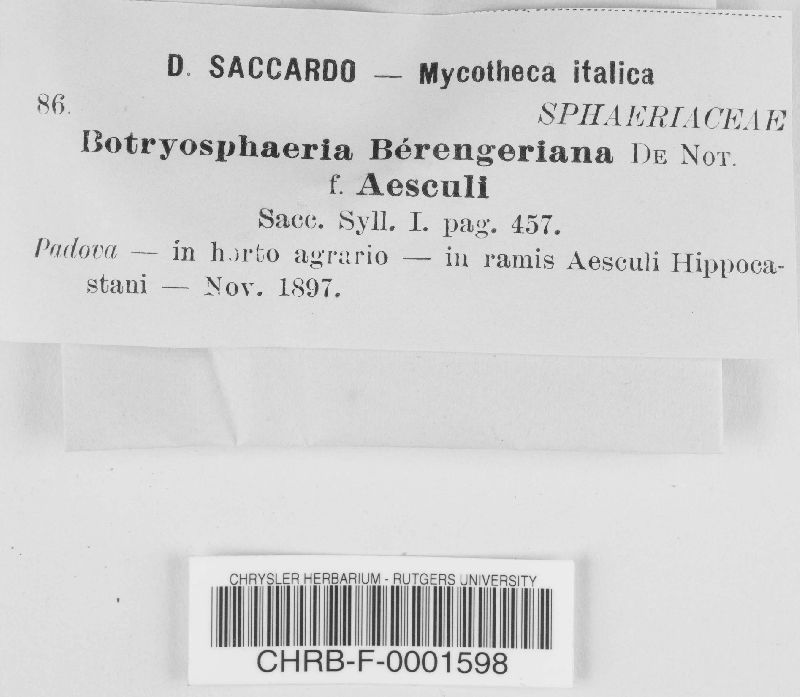 D. SACCARDO — Mycotheca italica
86.
SPHAERIACEAE
Botryosphaeria Bérengeriana DE NOT.
f. Aesculi
Sacc. Syll. I. pag. 457.
Padova — in horto agrario — in ramis Aesculi Hippoca-
stani — Nov. 1897.
CHRYSLER HERBARIUM - RUTGERS UNIVERSITY
CHRB-F-0001598